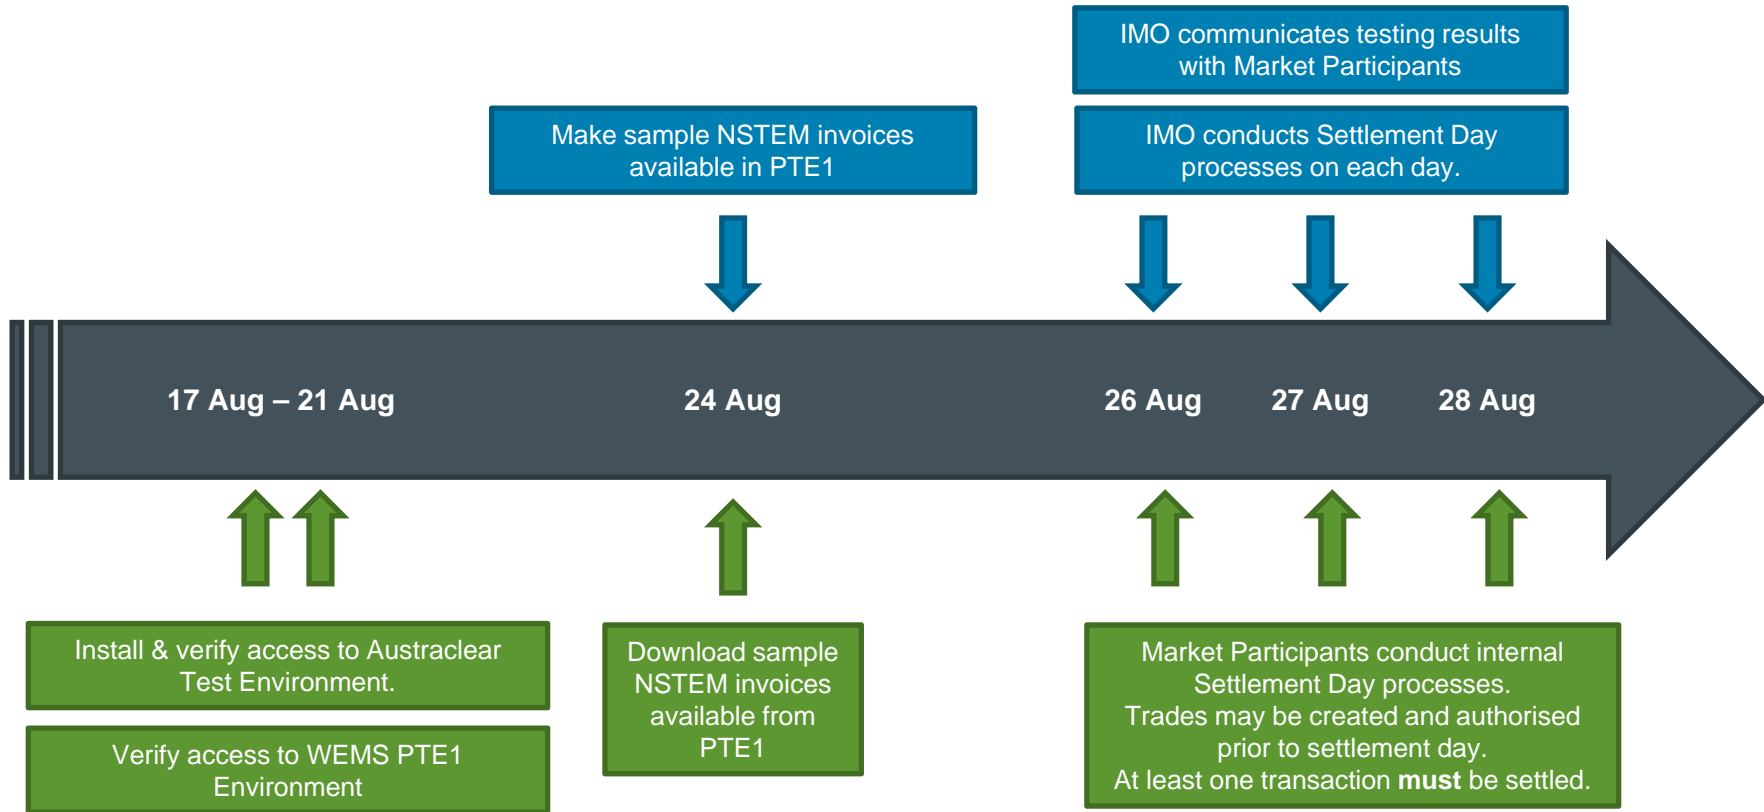 IMO communicates testing results
with Market Participants
Make sample NSTEM invoices
available in PTE1
IMO conducts Settlement Day
processes on each day.
17 Aug – 21 Aug
24 Aug
26 Aug
27 Aug
28 Aug
Install & verify access to Austraclear
Test Environment.
Verify access to WEMS PTE1
Environment
Download sample
NSTEM invoices
available from
PTE1
Market Participants conduct internal
Settlement Day processes.
Trades may be created and authorised
prior to settlement day.
At least one transaction must be settled.